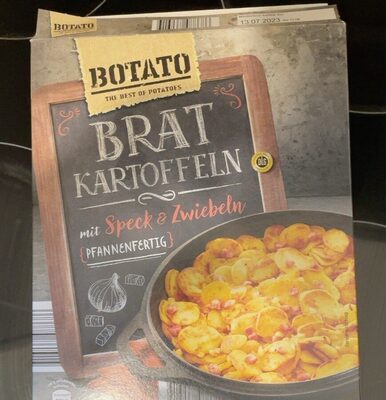 BOTATO
13.07.2023
BOTATO
THE BEST OF POTATOES
BRAT
KARTOFFELN
mit Speck & Zwiebeln
{PFANNENFERTIG}